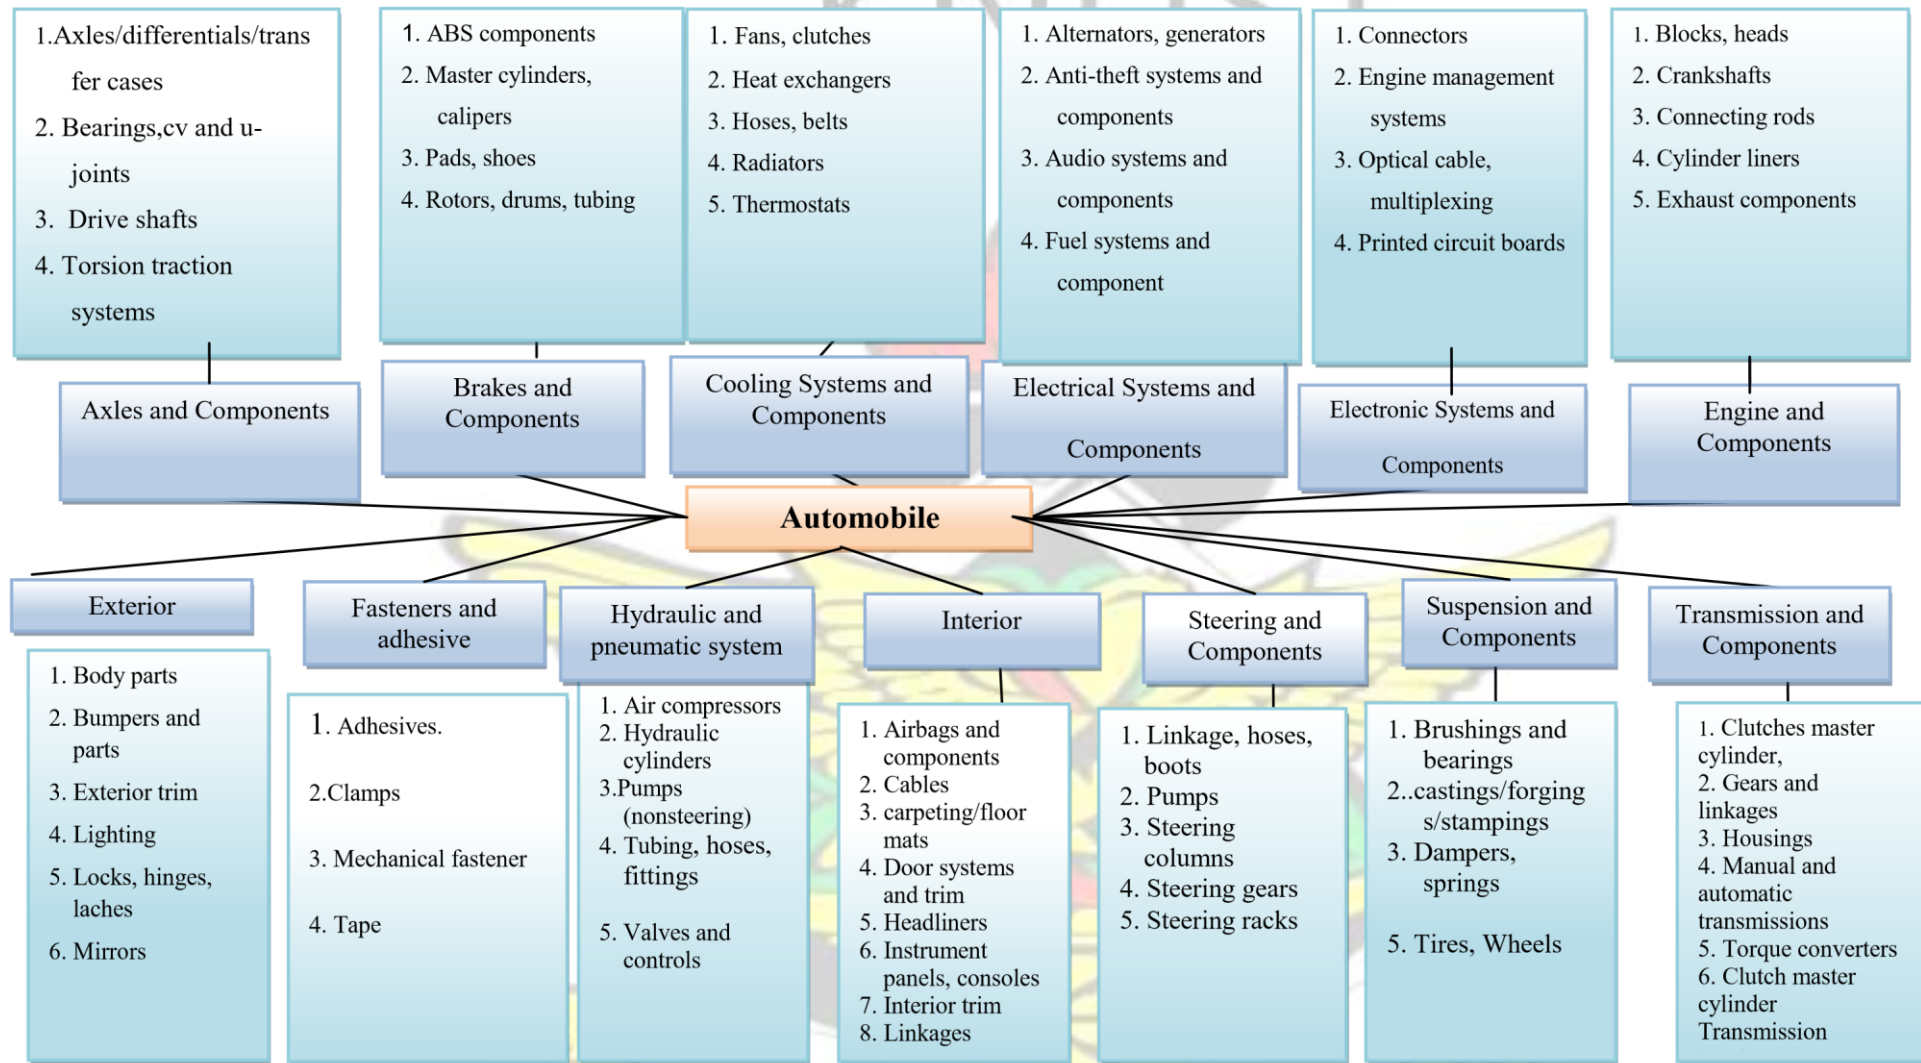 1.Axles/differentials/trans
fer cases
2. Bearings,cv and u-
joints
3. Drive shafts
4. Torsion traction
systems
1. ABS components
2. Master cylinders,
calipers
3. Pads, shoes
4. Rotors, drums, tubing
1. Fans, clutches
2. Heat exchangers
3. Hoses, belts
4. Radiators
5. Thermostats
1. Alternators, generators
2. Anti-theft systems and
components
3. Audio systems and
components
4. Fuel systems and
component
1. Connectors
2. Engine management
systems
3. Optical cable,
multiplexing
4. Printed circuit boards
1. Blocks, heads
2. Crankshafts
3. Connecting rods
4. Cylinder liners
5. Exhaust components
Axles and Components
Brakes and
Components
Cooling Systems and
Components
Electrical Systems and
Components
Electronic Systems and
Components
Engine and
Components
Automobile
Exterior
Fasteners and
adhesive
Hydraulic and
pneumatic system
Interior
Steering and
Components
Suspension and
Components
Transmission and
Components
1. Body parts
2. Bumpers and
parts
3. Exterior trim
4. Lighting
5. Locks, hinges,
laches
6. Mirrors
1. Adhesives.
2.Clamps
3. Mechanical fastener
4. Tape
1. Air compressors
2. Hydraulic
cylinders
3.Pumps
(nonsteering)
4. Tubing, hoses,
fittings
5. Valves and
controls
1. Airbags and
components
2. Cables
3. carpeting/floor
mats
4. Door systems
and trim
5. Headliners
6. Instrument
panels, consoles
7. Interior trim
8. Linkages
1. Linkage, hoses,
boots
2. Pumps
3. Steering
columns
4. Steering gears
5. Steering racks
1. Brushings and
bearings
2..castings/forging
s/stampings
3. Dampers,
springs
5. Tires, Wheels
1. Clutches master
cylinder,
2. Gears and
linkages
3. Housings
4. Manual and
automatic
transmissions
5. Torque converters
6. Clutch master
cylinder
Transmission